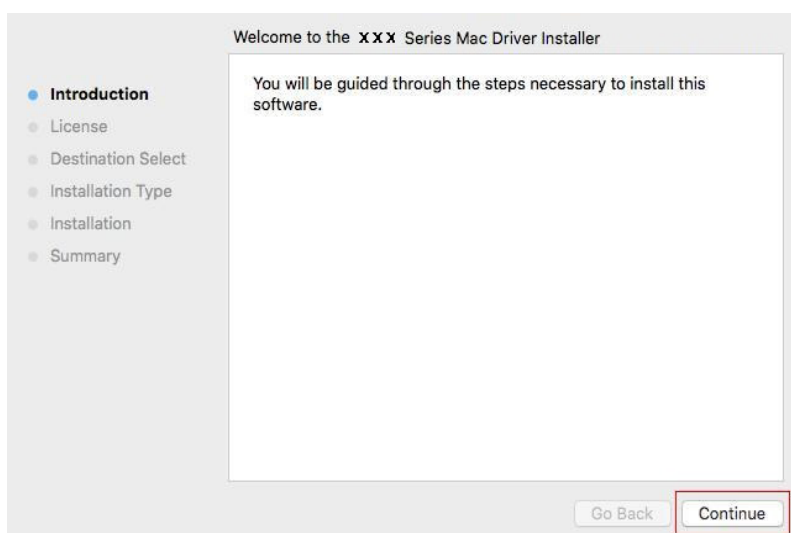 Welcome to the XXX Series Mac Driver Installer
Introduction
License
Destination Select
Installation Type
Installation
Summary
You will be guided through the steps necessary to install this
software.
Go Back
Continue